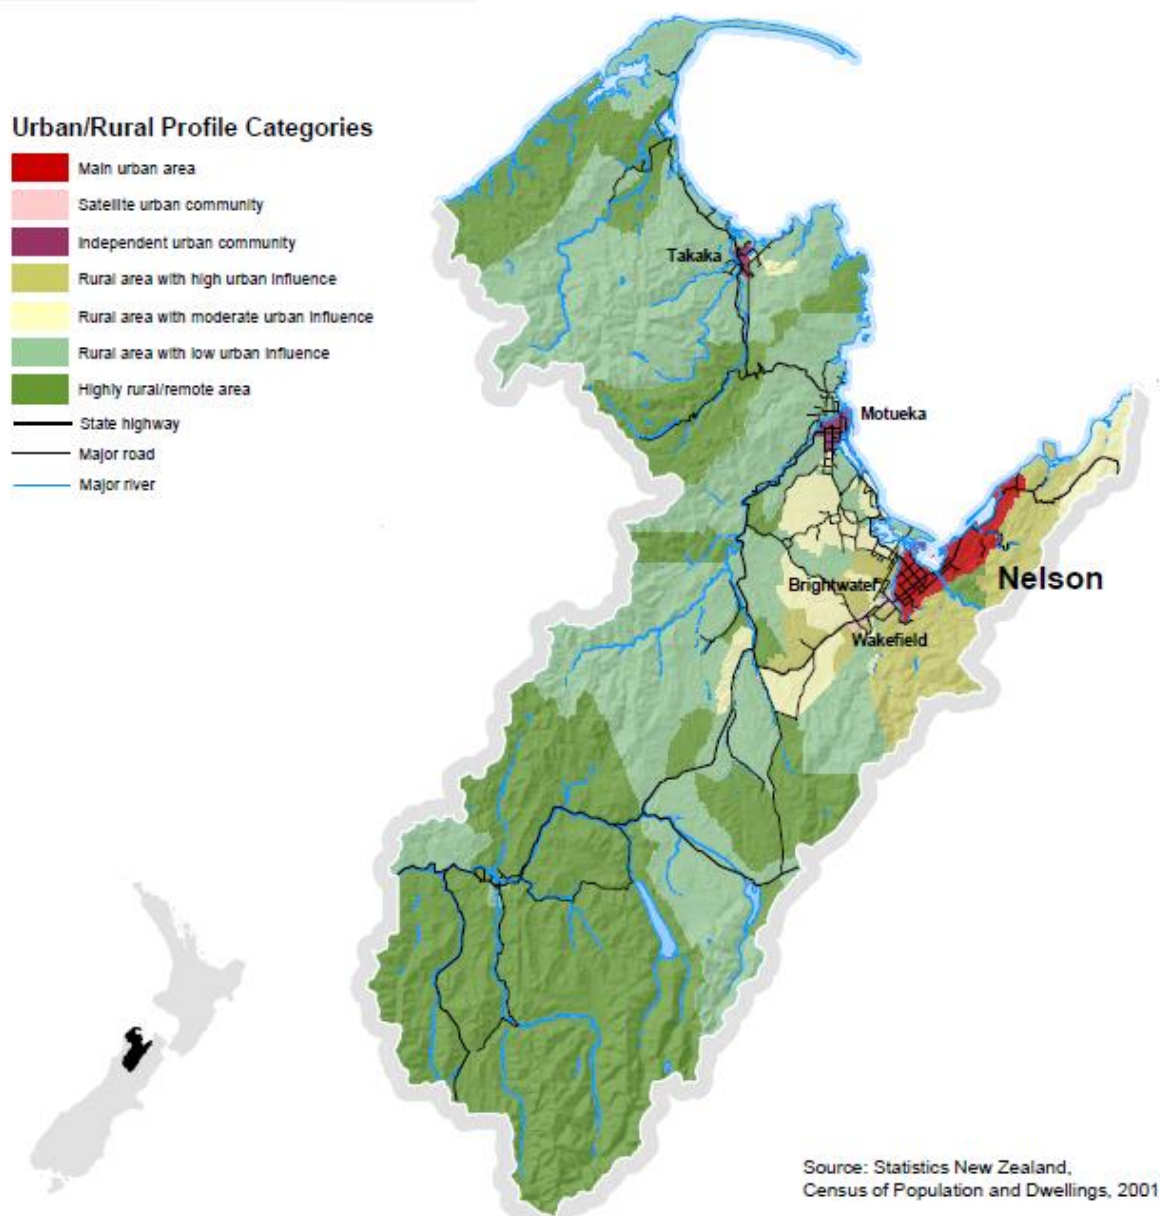 Urban/Rural Profile Categories
Main urban area
Satellite urban community
Independent urban community
Rural area with high urban influence
Rural area with moderate urban influence
Rural area with low urban influence
Highly rural/remote area
State highway
Major road
Major river
Takaka
Motueka
Nelson
Brightwater
Wakefield
Source: Statistics New Zealand,
Census of Population and Dwellings, 2001